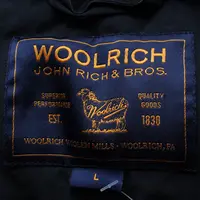 WOOLRICH
JOHN RICH & BROS.
SUPERIOR PERFORMANCE
QUALITY GOODS
Woolrich
EST. 1830
WOOLRICH WOOLEN MILLS - WOOLRICH, PA
L